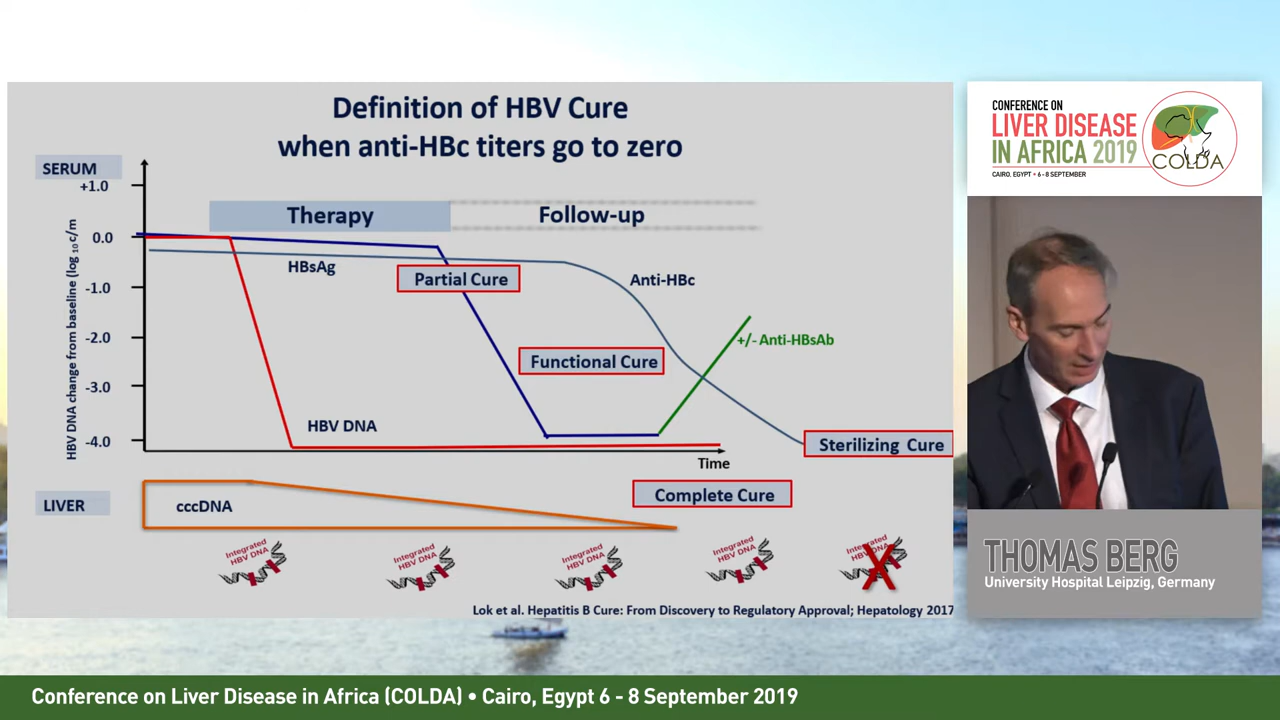 Definition of HBV Cure
when anti-HBc titers go to zero
SERUM
+1.0
0.0
-1.0
-2.0
-3.0
-4.0
HBV DNA change from baseline (log 10 c/m
Therapy
Follow-up
HBsAg
Partial Cure
Anti-HBc
Functional Cure
+/- Anti-HBsAb
HBV DNA
Sterilizing Cure
Time
LIVER
cccDNA
Complete Cure
Integrated
HBV DNA
Integrated
HBV DNA
Integrated
HBV DNA
Integrated
HBV DNA
Integrated
HBV DNA
X
Lok et al. Hepatitis B Cure: From Discovery to Regulatory Approval; Hepatology 2017
CONFERENCE ON
LIVER DISEASE
IN AFRICA 2019
CAIRO, EGYPT • 6 - 8 SEPTEMBER
COLDA
THOMAS BERG
University Hospital Leipzig, Germany
Conference on Liver Disease in Africa (COLDA) • Cairo, Egypt 6 - 8 September 2019